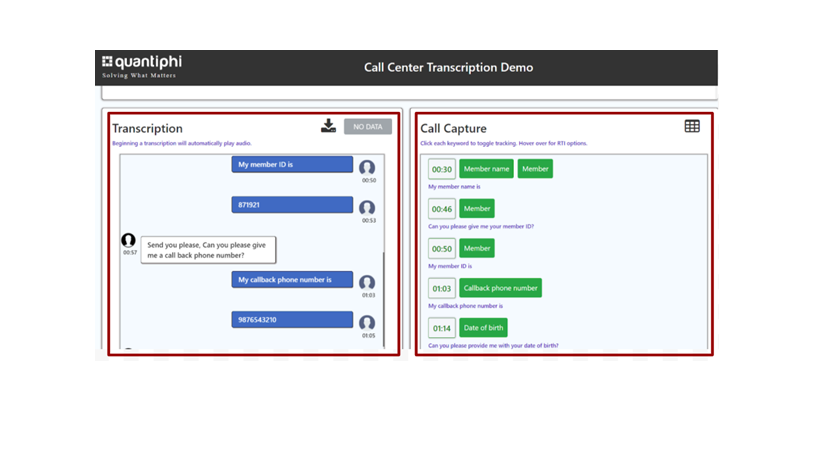 quantiphi
Solving What Matters
Call Center Transcription Demo
Transcription
NO DATA
Beginning a transcription will automatically play audio.
My member ID is
00:50
871921
00:53
00:57
Send you please, Can you please give
me a call back phone number?
My callback phone number is
01:03
9876543210
01:05
Call Capture
Click each keyword to toggle tracking. Hover over for RTI options.
00:30 Member name Member
My member name is
00:46 Member
Can you please give me your member ID?
00:50 Member
My member ID is
01:03 Callback phone number
My callback phone number is
01:14 Date of birth
Can you please provide me with your date of birth?